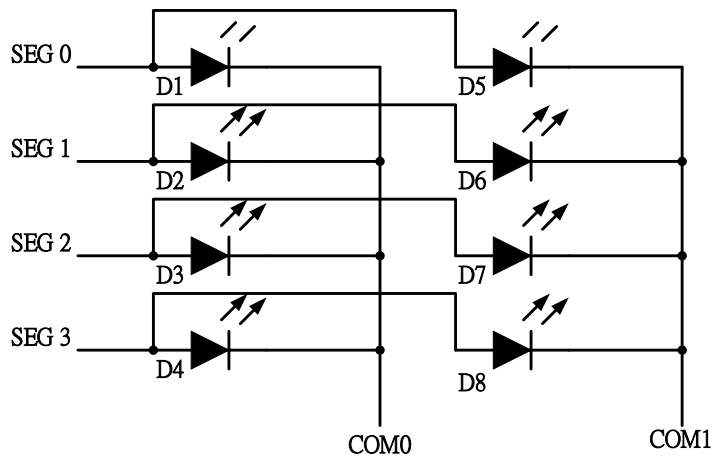 SEG 0
D1
D5
SEG 1
D2
D6
SEG 2
D3
D7
SEG 3
D4
D8
COM0
COM1